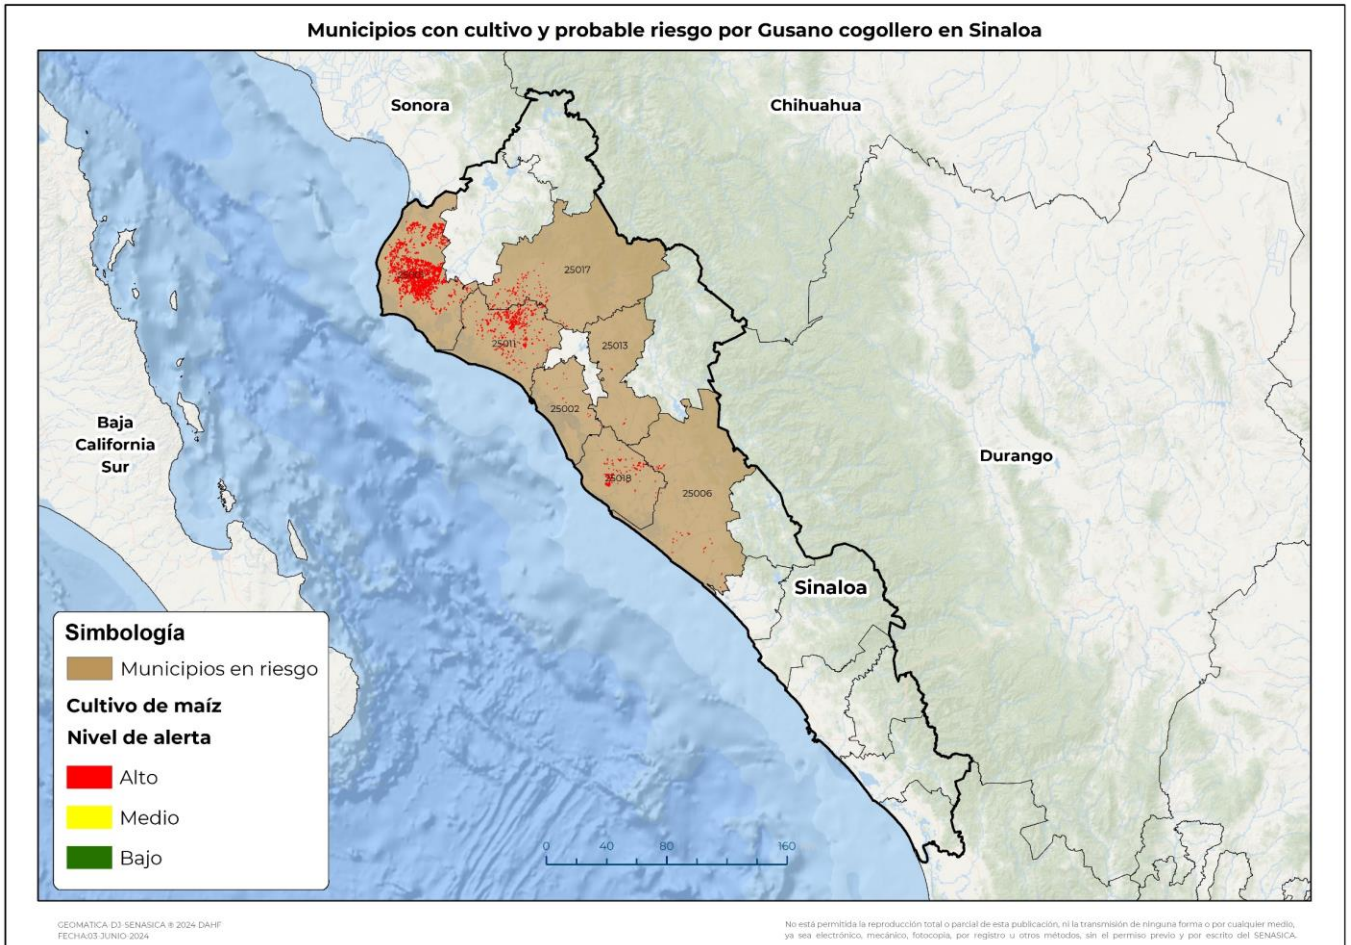 Municipios con cultivo y probable riesgo por Gusano cogollero en Sinaloa
Sonora
Chihuahua
25017
25011
25013
25002
25018
25006
Baja
California
Sur
Durango
Sinaloa
Simbología
Municipios en riesgo
Cultivo de maíz
Nivel de alerta
Alto
Medio
Bajo
0 40 80 160
GEOMATICA-DJ-SENASICA ® 2024 DAHF
FECHA:03-JUNIO-2024
No está permitida la reproducción total o parcial de esta publicación, ni la transmisión de ninguna forma o por cualquier medio,
ya sea electrónico, mecánico, fotocopia, por registro u otros métodos, sin el permiso previo y por escrito del SENASICA.